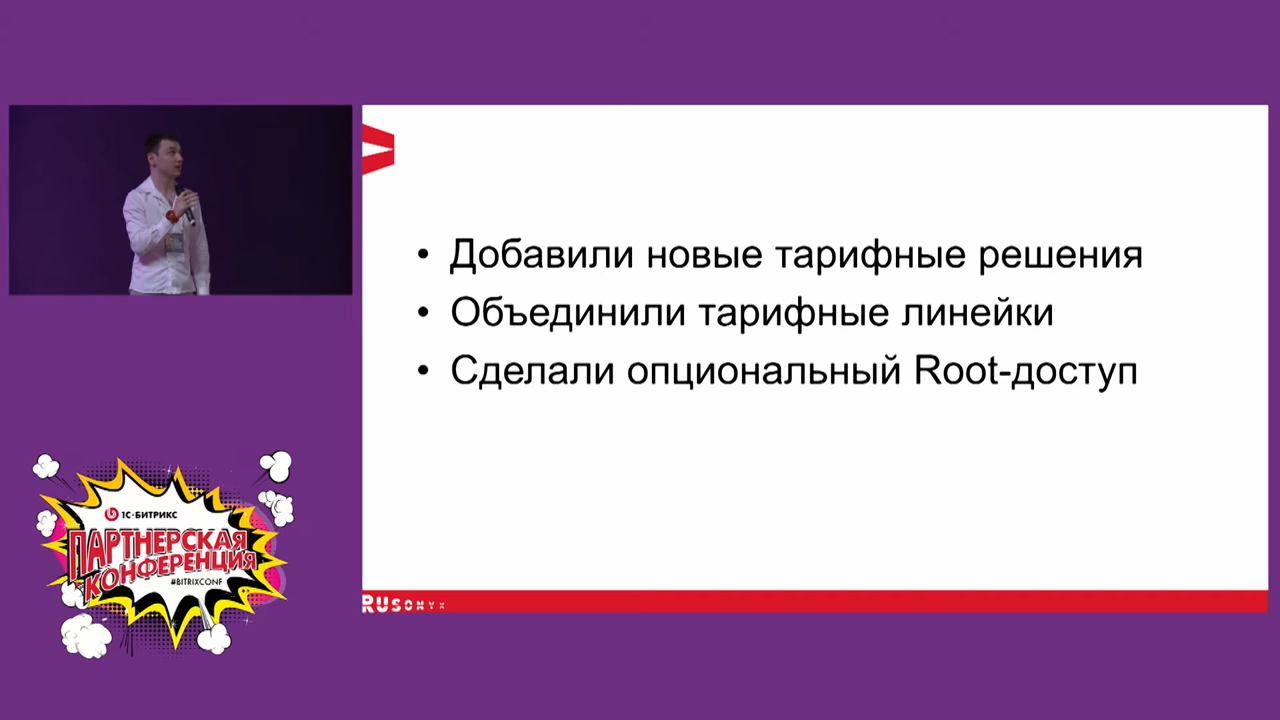 • Добавили новые тарифные решения
• Объединили тарифные линейки
• Сделали опциональный Root-доступ
1С-БИТРИКС
ПАРТНЕРСКАЯ
КОНФЕРЕНЦИЯ
#BITRIXCONF
RUSONYX